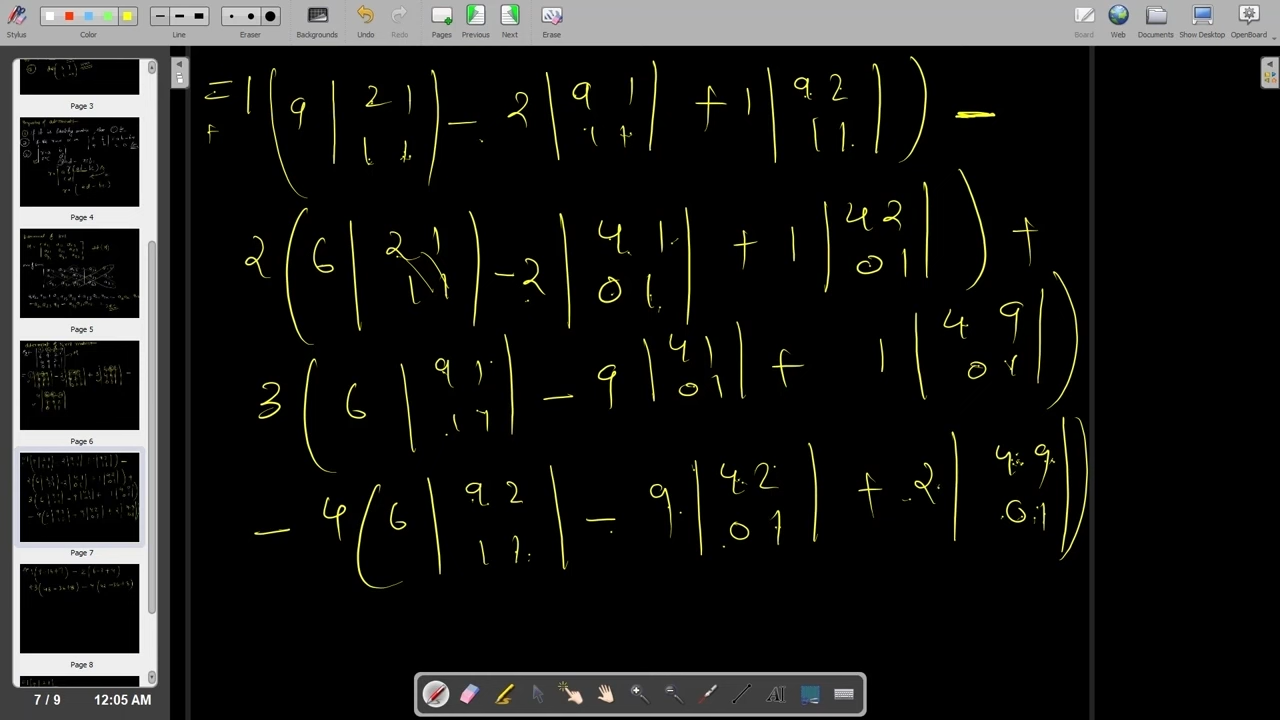 Stylus Color Line Eraser Backgrounds Undo Redo Pages Previous Next Erase Board Web Documents Show Desktop OpenBoard
= 1 ( 9 | 2 1 | - 2 | 9 1 | + 1 | 9 2 | ) -
| 1 1 | | 1 1 | | 1 1 |
2 ( 6 | 2 1 | - 2 | 4 1 | + 1 | 4 2 | ) +
| 1 1 | | 0 1 | | 0 1 |
3 ( 6 | 9 1 | - 9 | 4 1 | + 1 | 4 9 | )
| 1 1 | | 0 1 | | 0 1 |
- 4 ( 6 | 9 2 | - 9 | 4 2 | + 2 | 4 9 | )
| 1 1 | | 0 1 | | 0 1 |
Page 3
Page 4
Page 5
Page 6
Page 7
Page 8
7 / 9 12:05 AM